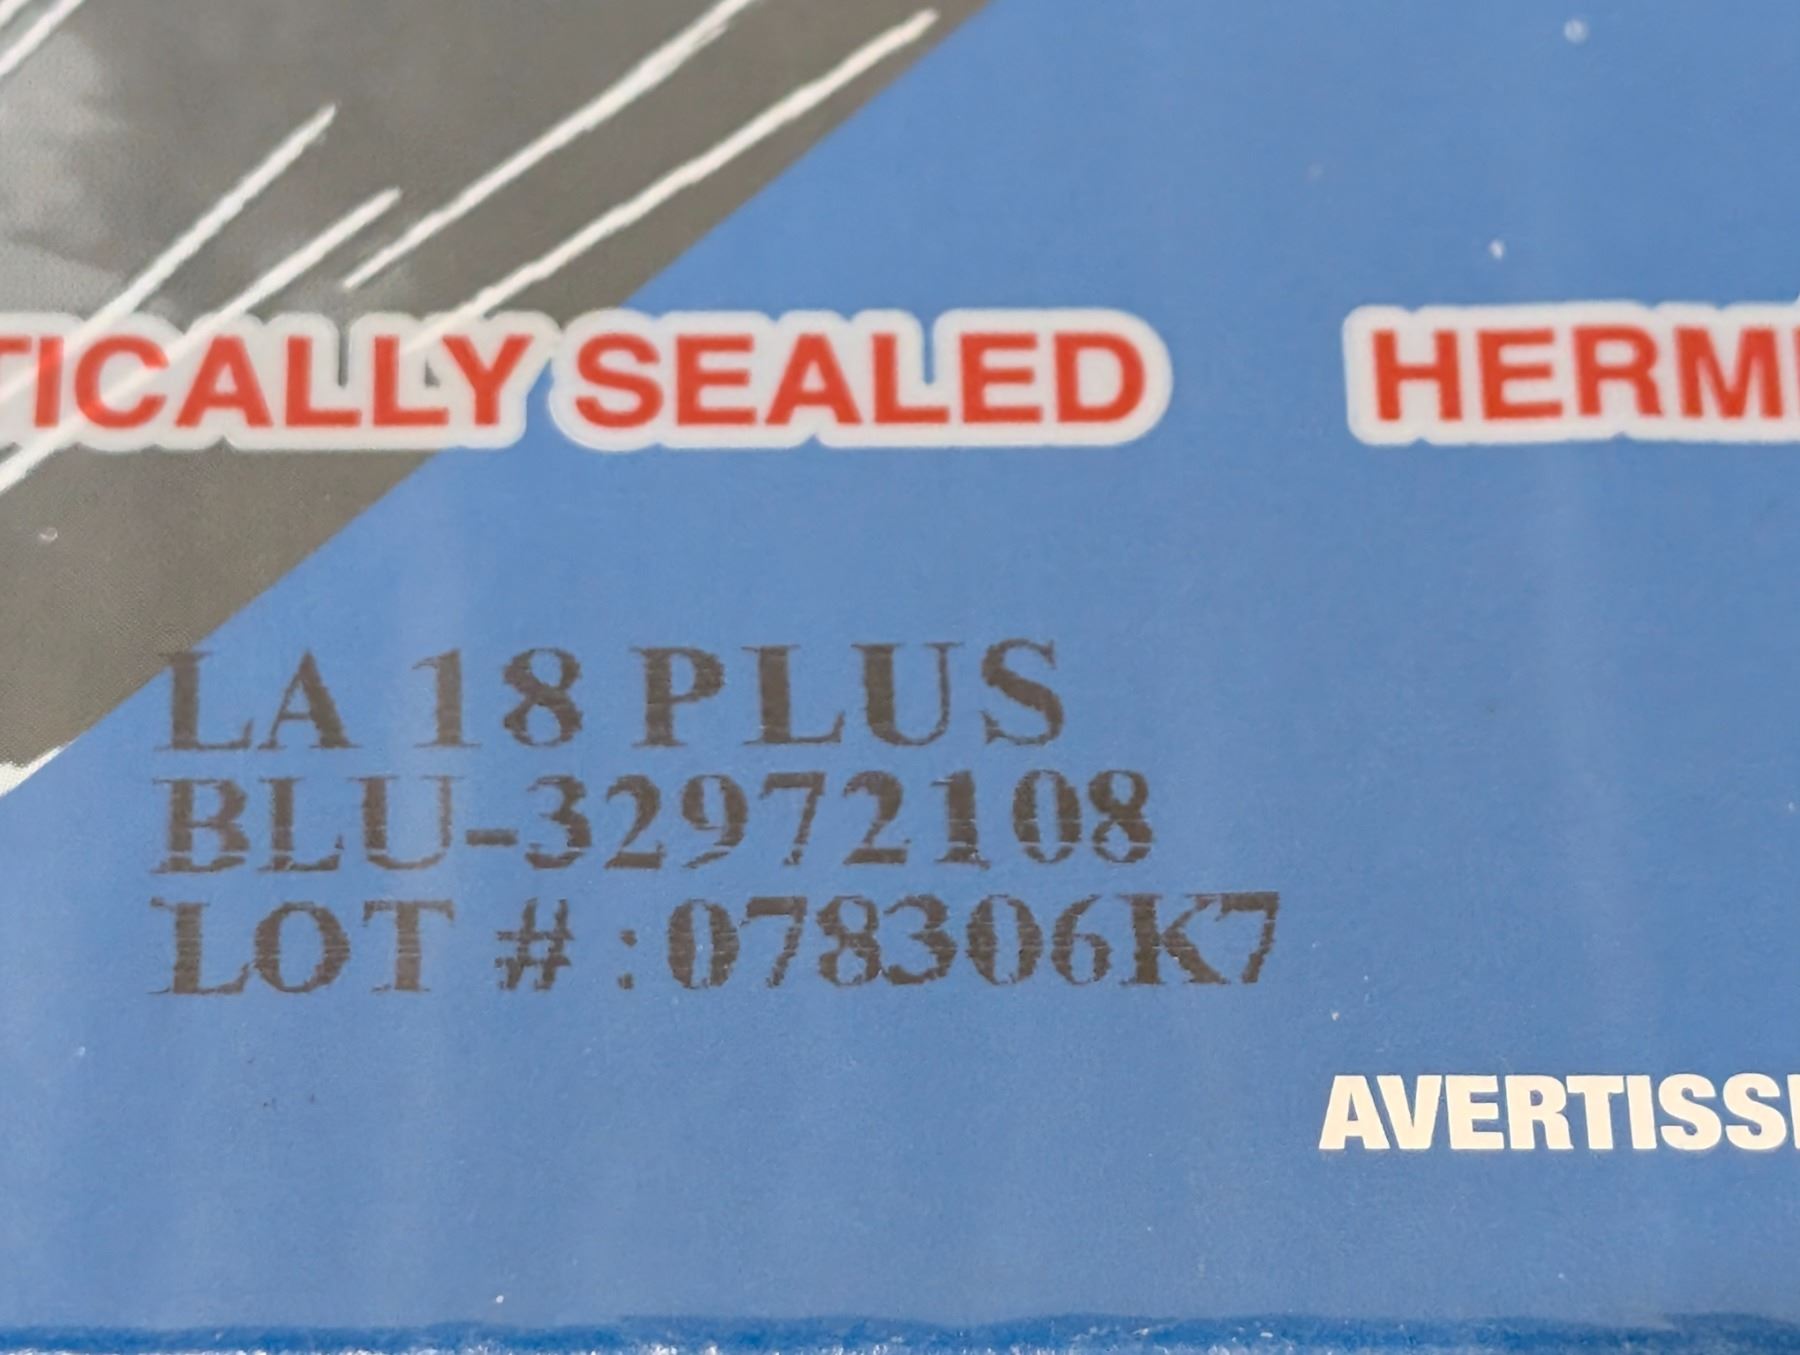 TICALLY SEALED HERM
LA 18 PLUS
BLU-32972108
LOT # :078306K7
AVERTISS